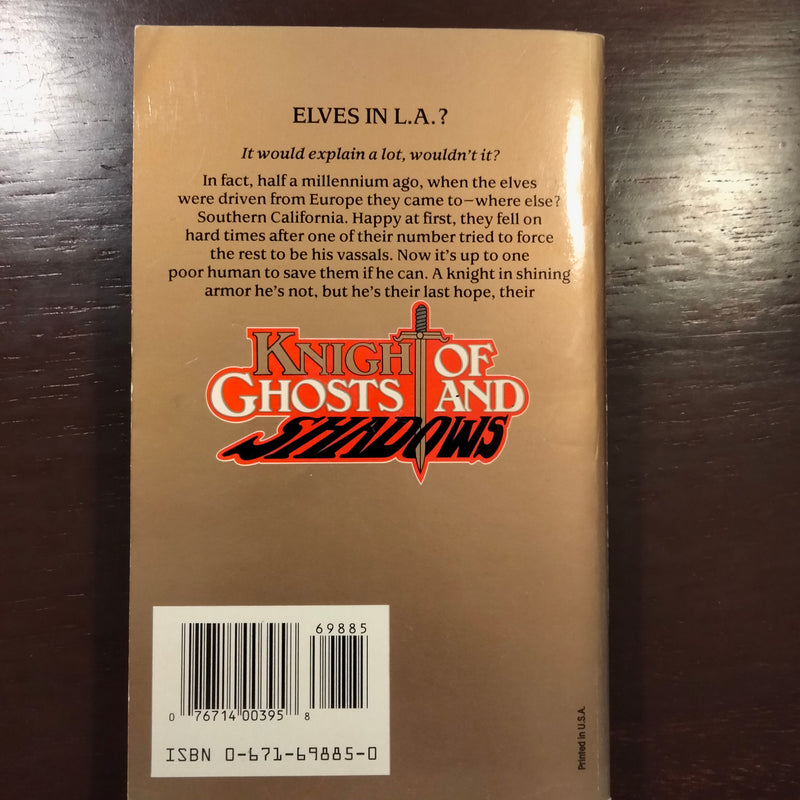 ELVES IN L.A.?
It would explain a lot, wouldn't it?
In fact, half a millennium ago, when the elves
were driven from Europe they came to—where else?
Southern California. Happy at first, they fell on
hard times after one of their number tried to force
the rest to be his vassals. Now it's up to one
poor human to save them if he can. A knight in shining
armor he's not, but he's their last hope, their
KNIGHT OF
GHOSTS AND
SHADOWS
69885
0 76714 00395 8
ISBN 0-671-69885-0
Printed in U.S.A.